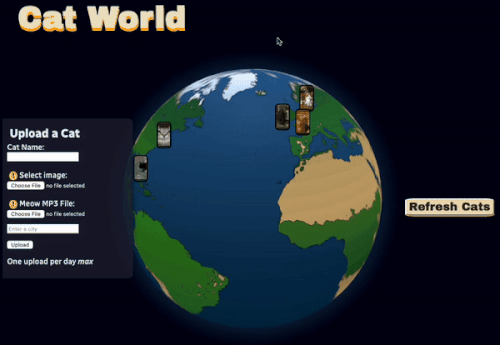 Cat World
Upload a Cat
Cat Name:
! Select image:
Choose File no file selected
! Meow MP3 File:
Choose File no file selected
Enter a city
Upload
One upload per day max
Refresh Cats